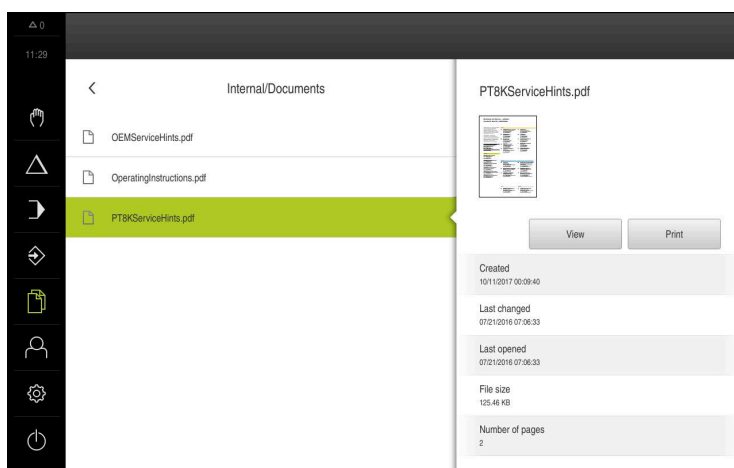 △ 0
11:29
Internal/Documents
OEMServiceHints.pdf
OperatingInstructions.pdf
PT8KServiceHints.pdf
PT8KServiceHints.pdf
View Print
Created
10/11/2017 00:09:40
Last changed
07/21/2016 07:06:33
Last opened
07/21/2016 07:06:33
File size
125.46 KB
Number of pages
2